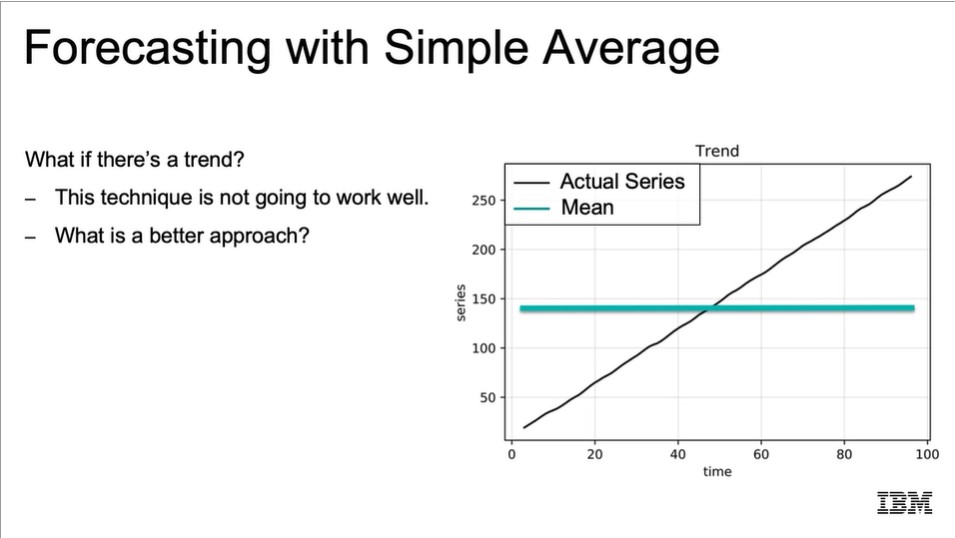 Forecasting with Simple Average
What if there's a trend?
– This technique is not going to work well.
– What is a better approach?
Trend
Actual Series
Mean
250
200
150
100
50
series
0 20 40 60 80 100
time
IBM